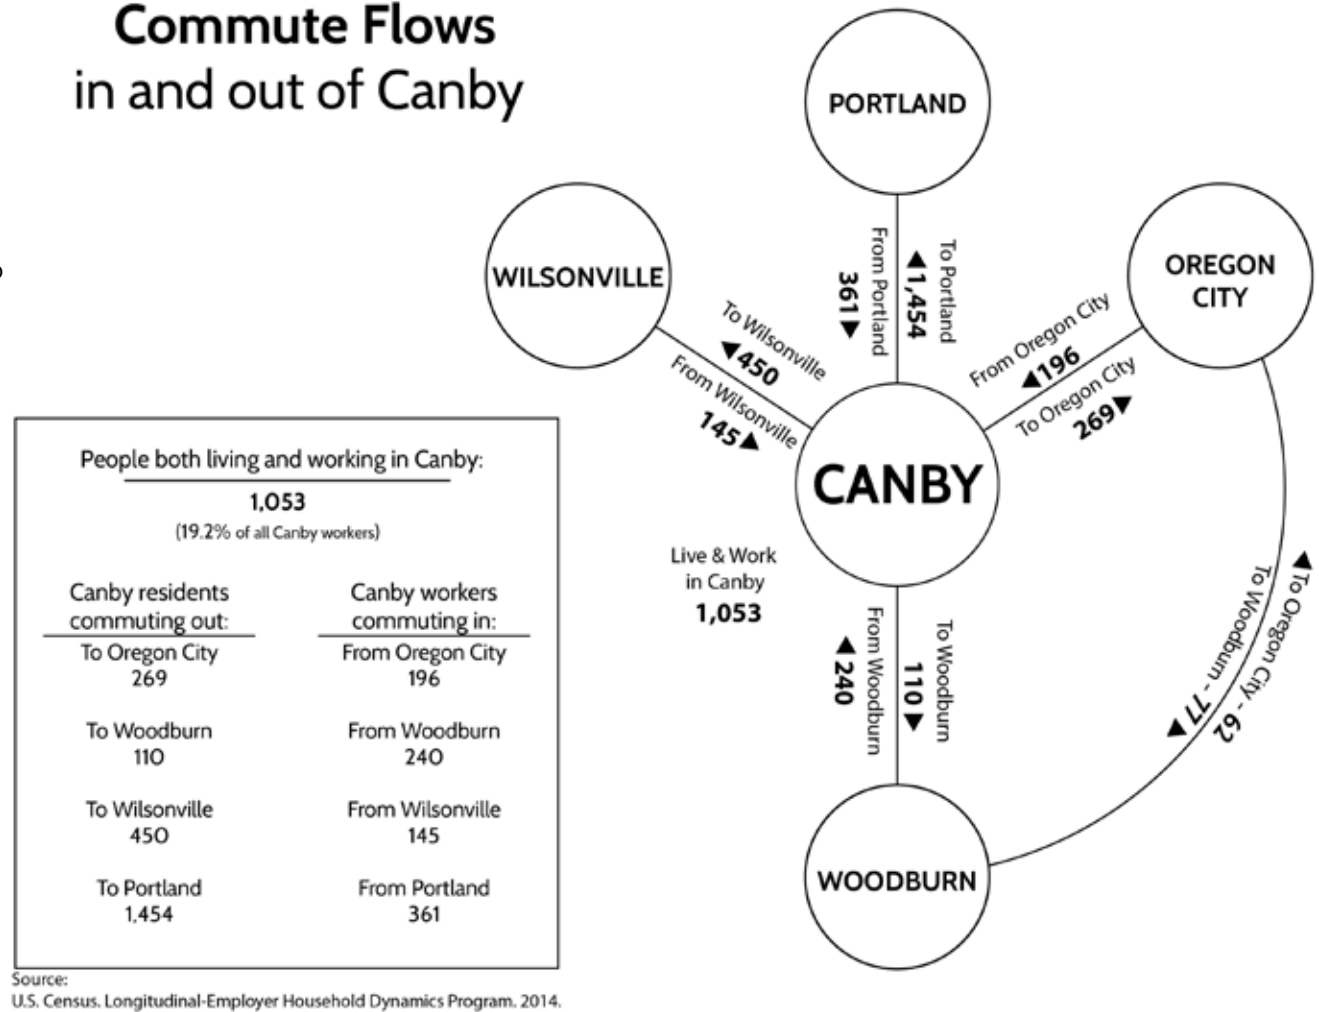 Commute Flows
in and out of Canby
PORTLAND
WILSONVILLE
OREGON
CITY
To Portland
◀1,454
From Portland
361▶
To Wilsonville
◀450
From Wilsonville
145▶
From Oregon City
◀196
To Oregon City
269▶
CANBY
Live & Work
in Canby
1,053
From Woodburn
◀240
To Woodburn
110▶
◀To Oregon City - 62
To Woodburn - 77▶
WOODBURN
People both living and working in Canby:
1,053
(19.2% of all Canby workers)
Canby residents
commuting out:
To Oregon City
269
To Woodburn
110
To Wilsonville
450
To Portland
1,454
Canby workers
commuting in:
From Oregon City
196
From Woodburn
240
From Wilsonville
145
From Portland
361
Source:
U.S. Census. Longitudinal-Employer Household Dynamics Program. 2014.